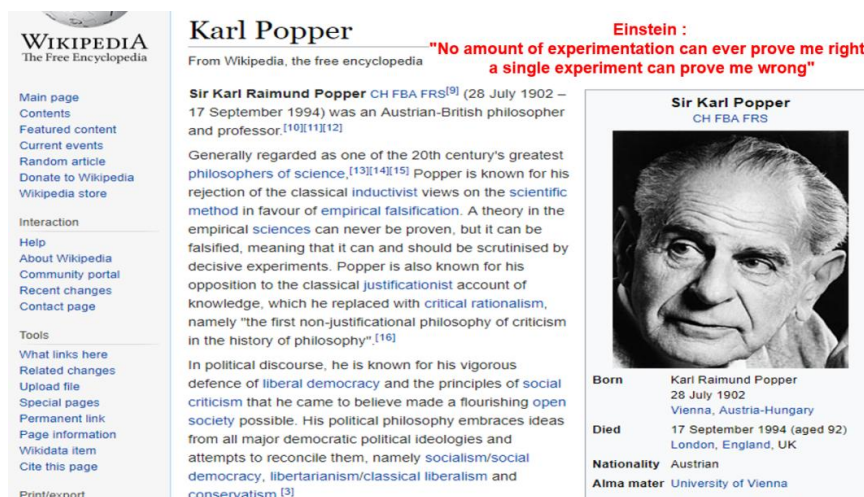 WIKIPEDIA
The Free Encyclopedia
Main page
Contents
Featured content
Current events
Random article
Donate to Wikipedia
Wikipedia store
Interaction
Help
About Wikipedia
Community portal
Recent changes
Contact page
Tools
What links here
Related changes
Upload file
Special pages
Permanent link
Page information
Wikidata item
Cite this page
Print/export
Karl Popper
From Wikipedia, the free encyclopedia
Einstein :
"No amount of experimentation can ever prove me right
a single experiment can prove me wrong"
Sir Karl Raimund Popper CH FBA FRS[9] (28 July 1902 –
17 September 1994) was an Austrian-British philosopher
and professor.[10][11][12]
Generally regarded as one of the 20th century's greatest
philosophers of science,[13][14][15] Popper is known for his
rejection of the classical inductivist views on the scientific
method in favour of empirical falsification. A theory in the
empirical sciences can never be proven, but it can be
falsified, meaning that it can and should be scrutinised by
decisive experiments. Popper is also known for his
opposition to the classical justificationist account of
knowledge, which he replaced with critical rationalism,
namely "the first non-justificational philosophy of criticism
in the history of philosophy".[16]
In political discourse, he is known for his vigorous
defence of liberal democracy and the principles of social
criticism that he came to believe made a flourishing open
society possible. His political philosophy embraces ideas
from all major democratic political ideologies and
attempts to reconcile them, namely socialism/social
democracy, libertarianism/classical liberalism and
conservatism.[3]
Sir Karl Popper
CH FBA FRS
Born Karl Raimund Popper
28 July 1902
Vienna, Austria-Hungary
Died 17 September 1994 (aged 92)
London, England, UK
Nationality Austrian
Alma mater University of Vienna